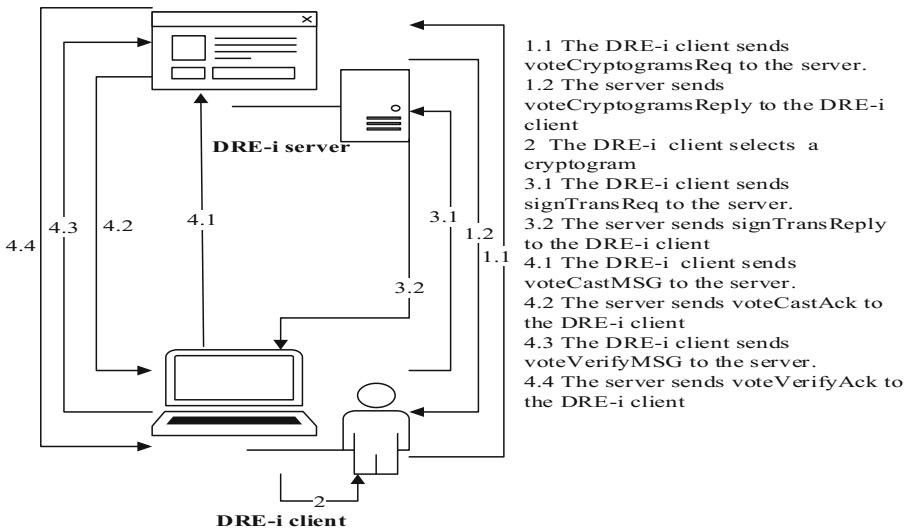 ×
DRE-i server
4.4
4.3
4.2
4.1
3.1
3.2
1.2
1.1
2
DRE-i client
1.1 The DRE-i client sends
voteCryptogramsReq to the server.
1.2 The server sends
voteCryptogramsReply to the DRE-i
client
2 The DRE-i client selects a
cryptogram
3.1 The DRE-i client sends
signTransReq to the server.
3.2 The server sends signTransReply
to the DRE-i client
4.1 The DRE-i client sends
voteCastMSG to the server.
4.2 The server sends voteCastAck to
the DRE-i client
4.3 The DRE-i client sends
voteVerifyMSG to the server.
4.4 The server sends voteVerifyAck to
the DRE-i client